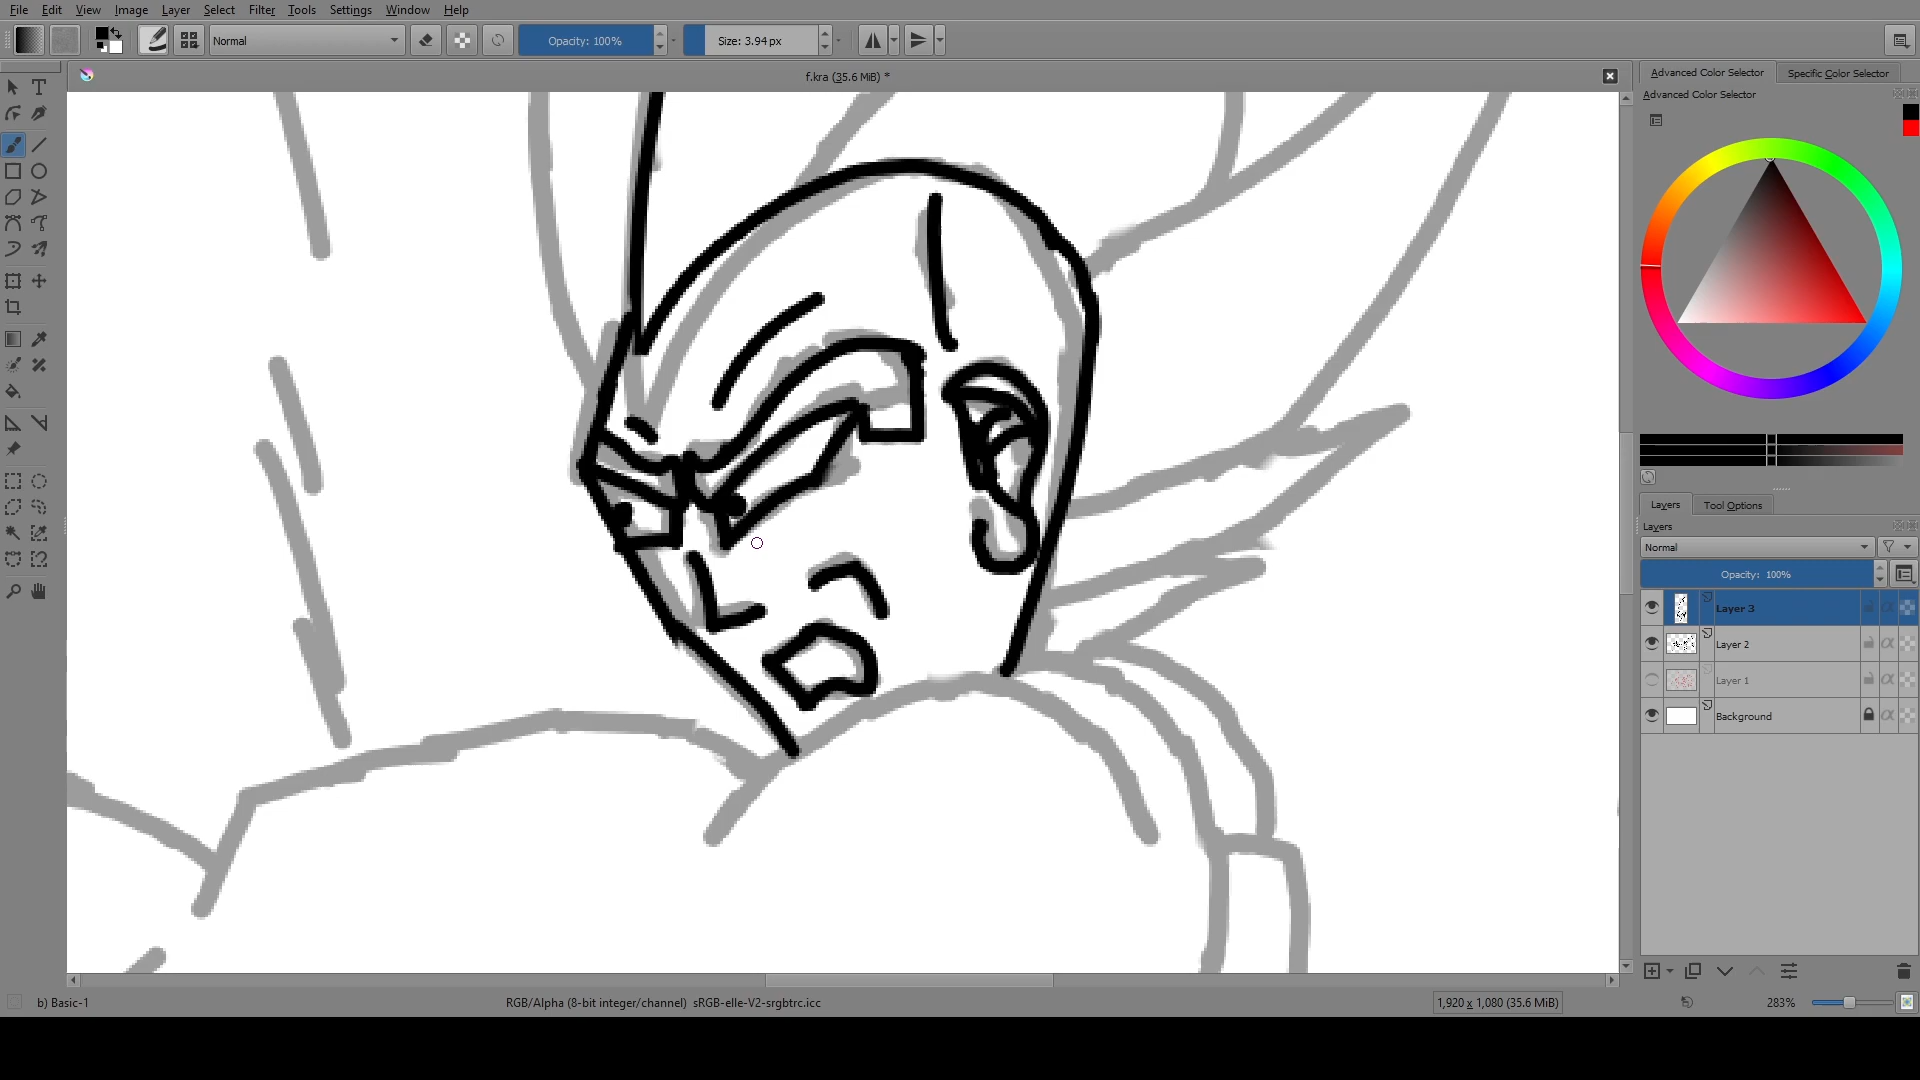 File Edit View Image Layer Select Filter Tools Settings Window Help
Normal
Opacity: 100%
Size: 3.94 px
f.kra (35.6 MiB) *
Advanced Color Selector
Specific Color Selector
Advanced Color Selector
Layers
Tool Options
Layers
Normal
Opacity: 100%
Layer 3
Layer 2
Layer 1
Background
b) Basic-1
RGB/Alpha (8-bit integer/channel) sRGB-elle-V2-srgbtrc.icc
1,920 x 1,080 (35.6 MiB)
283%